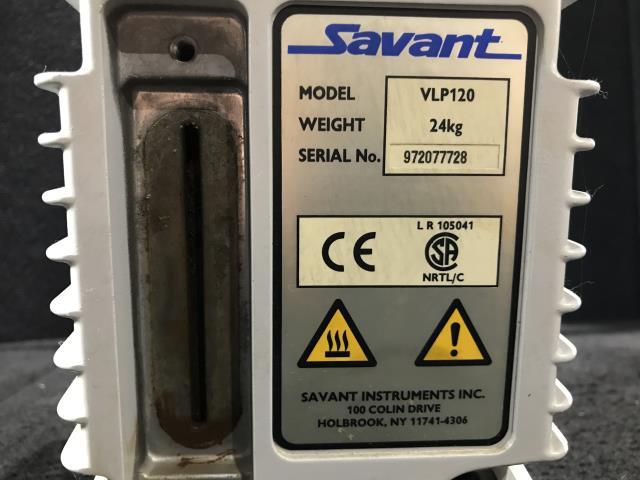 Savant
MODEL VLP120
WEIGHT 24kg
SERIAL No. 972077728
L R 105041
CE SA
NRTL/C
SAVANT INSTRUMENTS INC.
100 COLIN DRIVE
HOLBROOK, NY 11741-4306